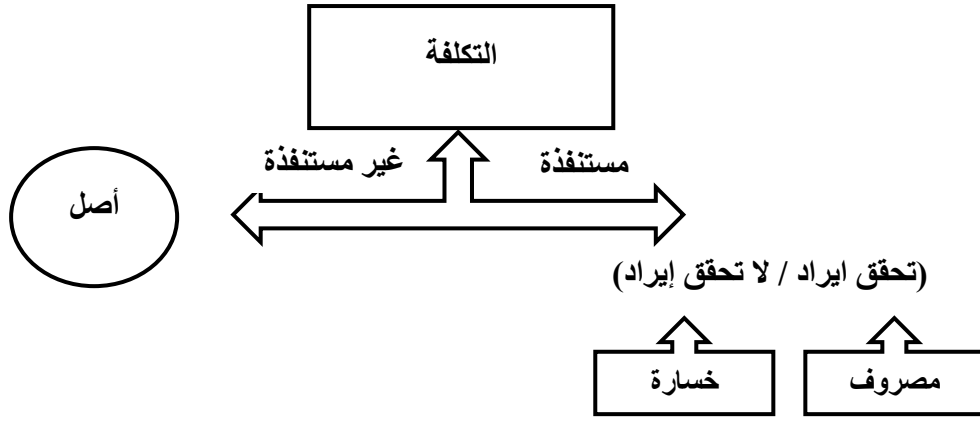 التكلفة
مستنفذة
غير مستنفذة
أصل
(تحقق ايراد / لا تحقق إيراد)
مصروف
خسارة